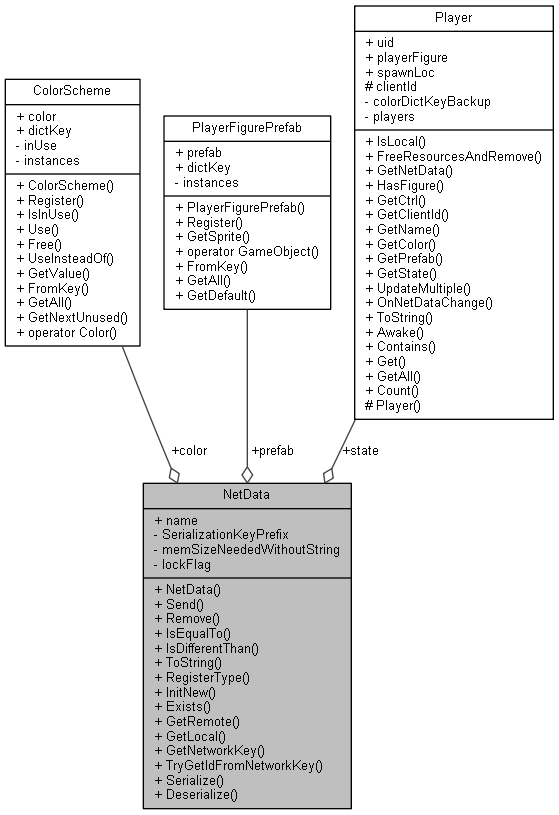 Player
+ uid
+ playerFigure
+ spawnLoc
# clientId
- colorDictKeyBackup
- players
+ IsLocal()
+ FreeResourcesAndRemove()
+ GetNetData()
+ HasFigure()
+ GetCtrl()
+ GetClientId()
+ GetName()
+ GetColor()
+ GetPrefab()
+ GetState()
+ UpdateMultiple()
+ OnNetDataChange()
+ ToString()
+ Awake()
+ Contains()
+ Get()
+ GetAll()
+ Count()
# Player()
ColorScheme
+ color
+ dictKey
- inUse
- instances
+ ColorScheme()
+ Register()
+ IsInUse()
+ Use()
+ Free()
+ UseInsteadOf()
+ GetValue()
+ FromKey()
+ GetAll()
+ GetNextUnused()
+ operator Color()
PlayerFigurePrefab
+ prefab
+ dictKey
- instances
+ PlayerFigurePrefab()
+ Register()
+ GetSprite()
+ operator GameObject()
+ FromKey()
+ GetAll()
+ GetDefault()
+color
+prefab
+state
NetData
+ name
- SerializationKeyPrefix
- memSizeNeededWithoutString
- lockFlag
+ NetData()
+ Send()
+ Remove()
+ IsEqualTo()
+ IsDifferentThan()
+ ToString()
+ RegisterType()
+ InitNew()
+ Exists()
+ GetRemote()
+ GetLocal()
+ GetNetworkKey()
+ TryGetIdFromNetworkKey()
+ Serialize()
+ Deserialize()